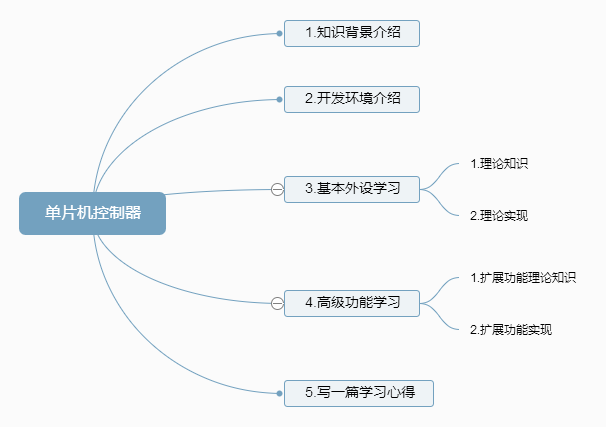 单片机控制器
1.知识背景介绍
2.开发环境介绍
3.基本外设学习
1.理论知识
2.理论实现
4.高级功能学习
1.扩展功能理论知识
2.扩展功能实现
5.写一篇学习心得